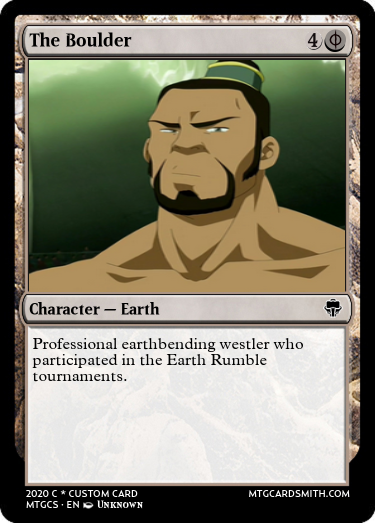 The Boulder 4
Character — Earth
Professional earthbending westler who
participated in the Earth Rumble
tournaments.
2020 C * CUSTOM CARD
MTGCARDSMITH.COM
MTGCS · EN UNKNOWN